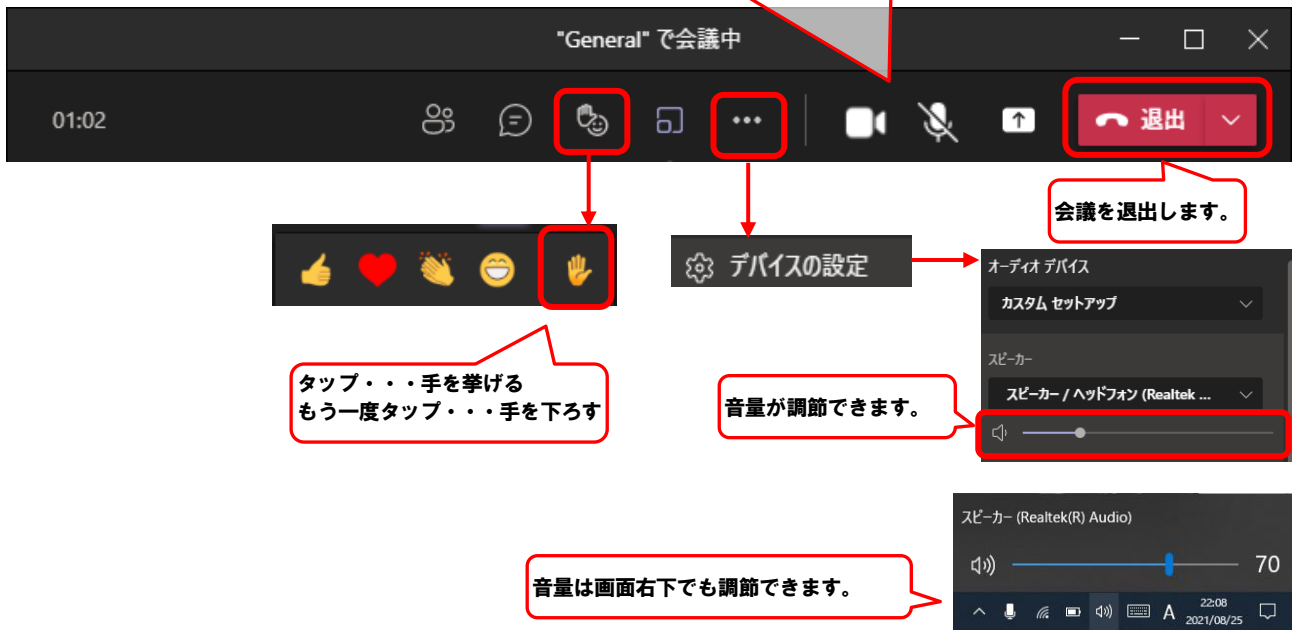 "General" で会議中
01:02
退出
会議を退出します。
デバイスの設定
オーディオ デバイス
カスタム セットアップ
スピーカー
スピーカー / ヘッドフォン (Realtek ...
タップ・・・手を挙げる
もう一度タップ・・・手を下ろす
音量が調節できます。
スピーカー (Realtek(R) Audio)
70
音量は画面右下でも調節できます。
A
22:08
2021/08/25